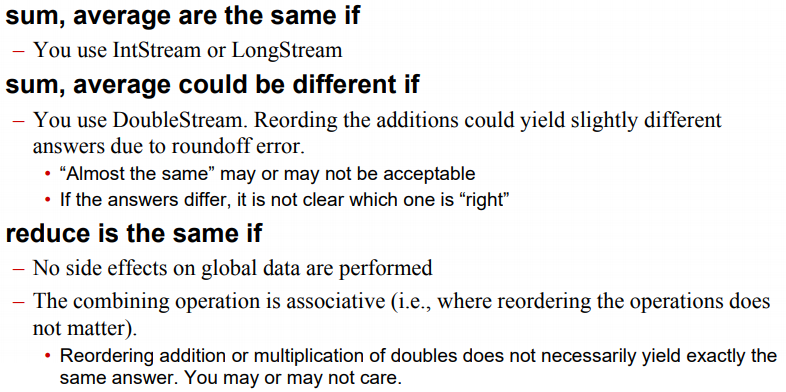 sum, average are the same if
– You use IntStream or LongStream
sum, average could be different if
– You use DoubleStream. Reording the additions could yield slightly different
answers due to roundoff error.
• “Almost the same” may or may not be acceptable
• If the answers differ, it is not clear which one is “right”
reduce is the same if
– No side effects on global data are performed
– The combining operation is associative (i.e., where reordering the operations does
not matter).
• Reordering addition or multiplication of doubles does not necessarily yield exactly the
same answer. You may or may not care.